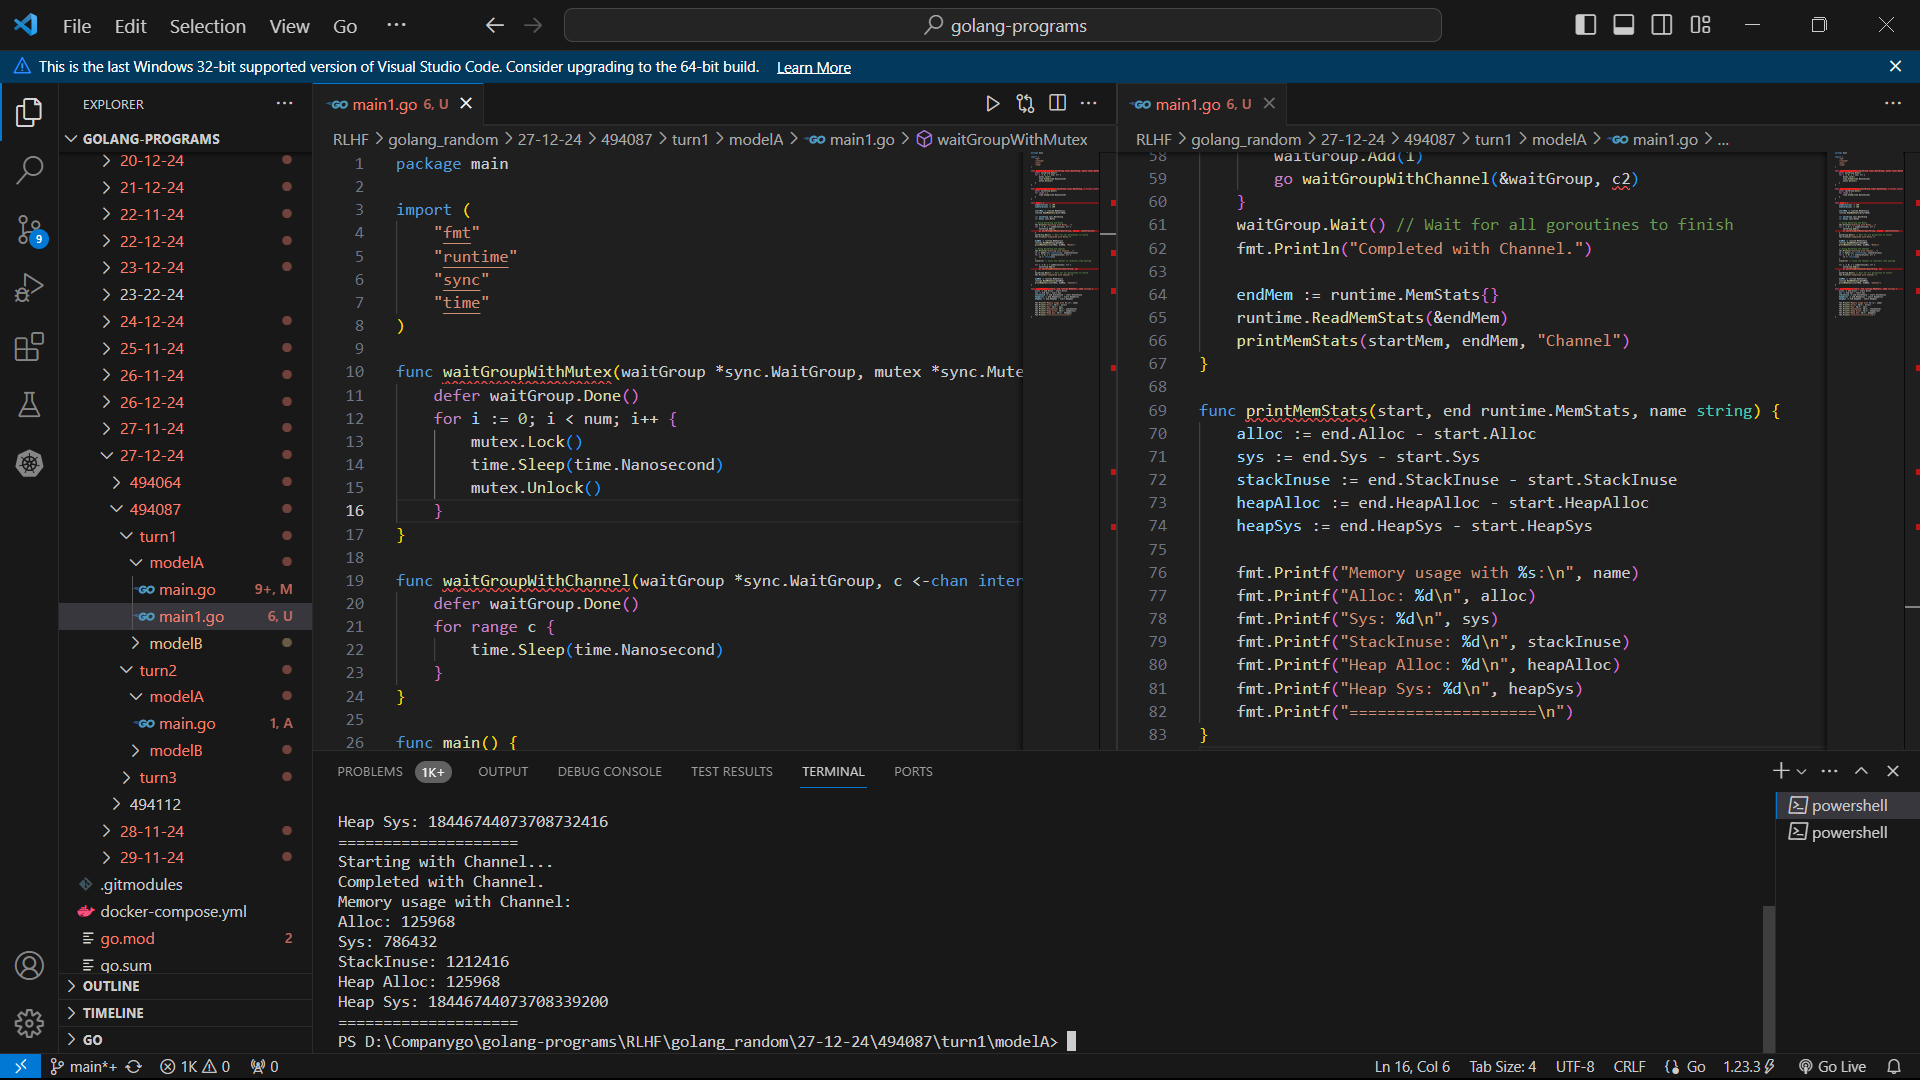 File Edit Selection View Go ··· golang-programs
This is the last Windows 32-bit supported version of Visual Studio Code. Consider upgrading to the 64-bit build. Learn More
EXPLORER
GOLANG-PROGRAMS
20-12-24
21-12-24
22-11-24
22-12-24
23-12-24
23-22-24
24-12-24
25-11-24
26-11-24
26-12-24
27-11-24
27-12-24
494064
494087
turn1
modelA
main.go 9+, M
main1.go 6, U
modelB
turn2
modelA
main.go 1, A
modelB
turn3
494112
28-11-24
29-11-24
.gitmodules
docker-compose.yml
go.mod 2
go.sum
OUTLINE
TIMELINE
GO
9
main1.go 6, U
RLHF > golang_random > 27-12-24 > 494087 > turn1 > modelA > main1.go > waitGroupWithMutex
1 package main
2
3 import (
4 "fmt"
5 "runtime"
6 "sync"
7 "time"
8 )
9
10 func waitGroupWithMutex(waitGroup *sync.WaitGroup, mutex *sync.Mute
11 defer waitGroup.Done()
12 for i := 0; i < num; i++ {
13 mutex.Lock()
14 time.Sleep(time.Nanosecond)
15 mutex.Unlock()
16 }
17 }
18
19 func waitGroupWithChannel(waitGroup *sync.WaitGroup, c <-chan inter
20 defer waitGroup.Done()
21 for range c {
22 time.Sleep(time.Nanosecond)
23 }
24 }
25
26 func main() {
main1.go 6, U
RLHF > golang_random > 27-12-24 > 494087 > turn1 > modelA > main1.go > ...
58 waitGroup.Add(1)
59 go waitGroupWithChannel(&waitGroup, c2)
60 }
61 waitGroup.Wait() // Wait for all goroutines to finish
62 fmt.Println("Completed with Channel.")
63
64 endMem := runtime.MemStats{}
65 runtime.ReadMemStats(&endMem)
66 printMemStats(startMem, endMem, "Channel")
67 }
68
69 func printMemStats(start, end runtime.MemStats, name string) {
70 alloc := end.Alloc - start.Alloc
71 sys := end.Sys - start.Sys
72 stackInuse := end.StackInuse - start.StackInuse
73 heapAlloc := end.HeapAlloc - start.HeapAlloc
74 heapSys := end.HeapSys - start.HeapSys
75
76 fmt.Printf("Memory usage with %s:\n", name)
77 fmt.Printf("Alloc: %d\n", alloc)
78 fmt.Printf("Sys: %d\n", sys)
79 fmt.Printf("StackInuse: %d\n", stackInuse)
80 fmt.Printf("Heap Alloc: %d\n", heapAlloc)
81 fmt.Printf("Heap Sys: %d\n", heapSys)
82 fmt.Printf("====================\n")
83 }
PROBLEMS 1K+ OUTPUT DEBUG CONSOLE TEST RESULTS TERMINAL PORTS
Heap Sys: 18446744073708732416
====================
Starting with Channel...
Completed with Channel.
Memory usage with Channel:
Alloc: 125968
Sys: 786432
StackInuse: 1212416
Heap Alloc: 125968
Heap Sys: 18446744073708339200
====================
PS D:\Companygo\golang-programs\RLHF\golang_random\27-12-24\494087\turn1\modelA>
powershell
powershell
main*+ 1K 0 0 Ln 16, Col 6 Tab Size: 4 UTF-8 CRLF Go 1.23.3 Go Live